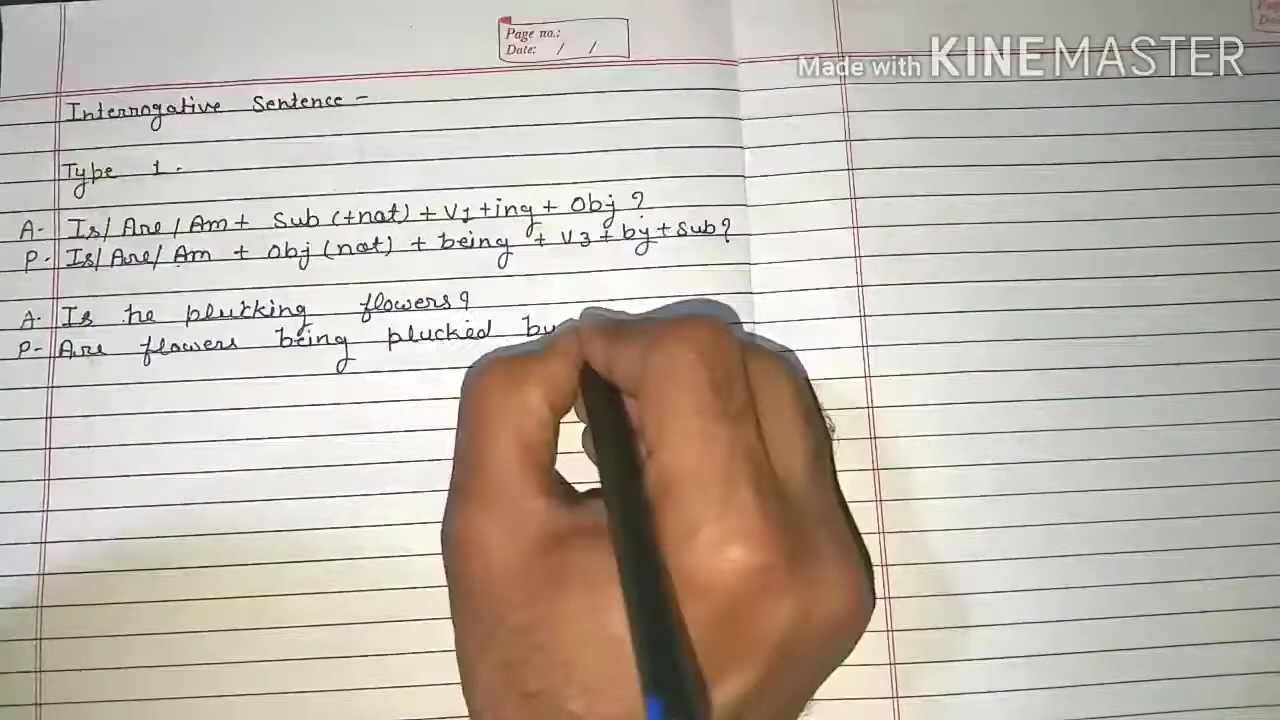 Page no.:
Date: / /
Made with KINEMASTER
Interrogative Sentence -
Type 1.
A- Is/Are/Am + Sub (+not) + V1 +ing + Obj ?
P- Is/Are/Am + Obj (not) + being + V3 + by + Sub?
A- Is he plucking flowers?
P- Are flowers being plucked by